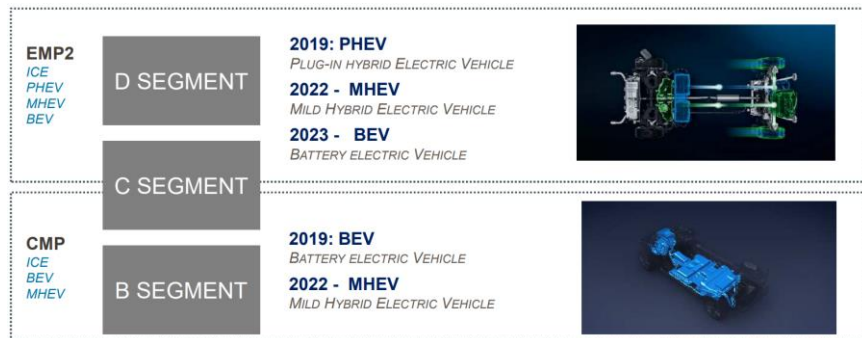 EMP2
ICE
PHEV
MHEV
BEV
D SEGMENT
2019: PHEV
PLUG-IN HYBRID ELECTRIC VEHICLE
2022 - MHEV
MILD HYBRID ELECTRIC VEHICLE
2023 - BEV
BATTERY ELECTRIC VEHICLE
C SEGMENT
CMP
ICE
BEV
MHEV
B SEGMENT
2019: BEV
BATTERY ELECTRIC VEHICLE
2022 - MHEV
MILD HYBRID ELECTRIC VEHICLE